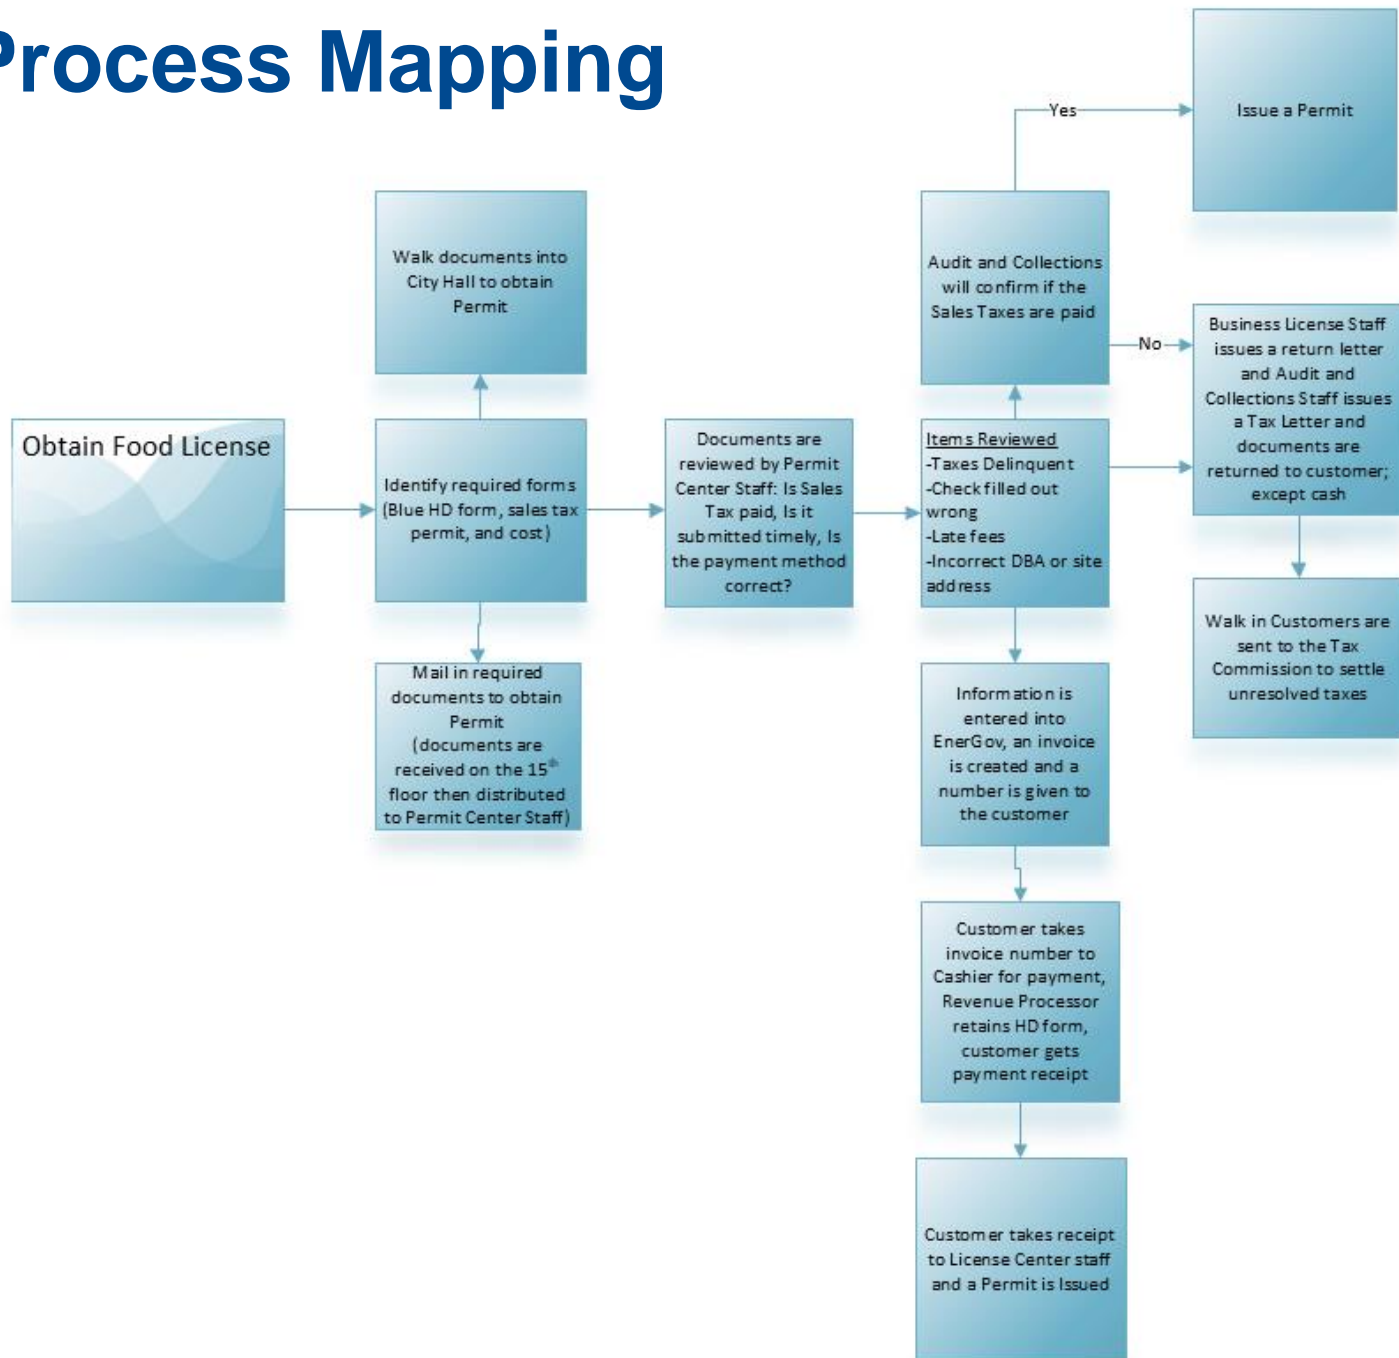 Process Mapping
Yes
Issue a Permit
Walk documents into
City Hall to obtain
Permit
Audit and Collections
will confirm if the
Sales Taxes are paid
No
Business License Staff
issues a return letter
and Audit and
Collections Staff issues
a Tax Letter and
documents are
returned to customer;
except cash
Obtain Food License
Identify required forms
(Blue HD form, sales tax
permit, and cost)
Documents are
reviewed by Permit
Center Staff: Is Sales
Tax paid, Is it
submitted timely, Is
the payment method
correct?
Items Reviewed
-Taxes Delinquent
-Check filled out
wrong
-Late fees
-Incorrect DBA or site
address
Walk in Customers are
sent to the Tax
Commission to settle
unresolved taxes
Mail in required
documents to obtain
Permit
(documents are
received on the 15th
floor then distributed
to Permit Center Staff)
Information is
entered into
EnerGov, an invoice
is created and a
number is given to
the customer
Customer takes
invoice number to
Cashier for payment,
Revenue Processor
retains HD form,
customer gets
payment receipt
Customer takes receipt
to License Center staff
and a Permit is Issued